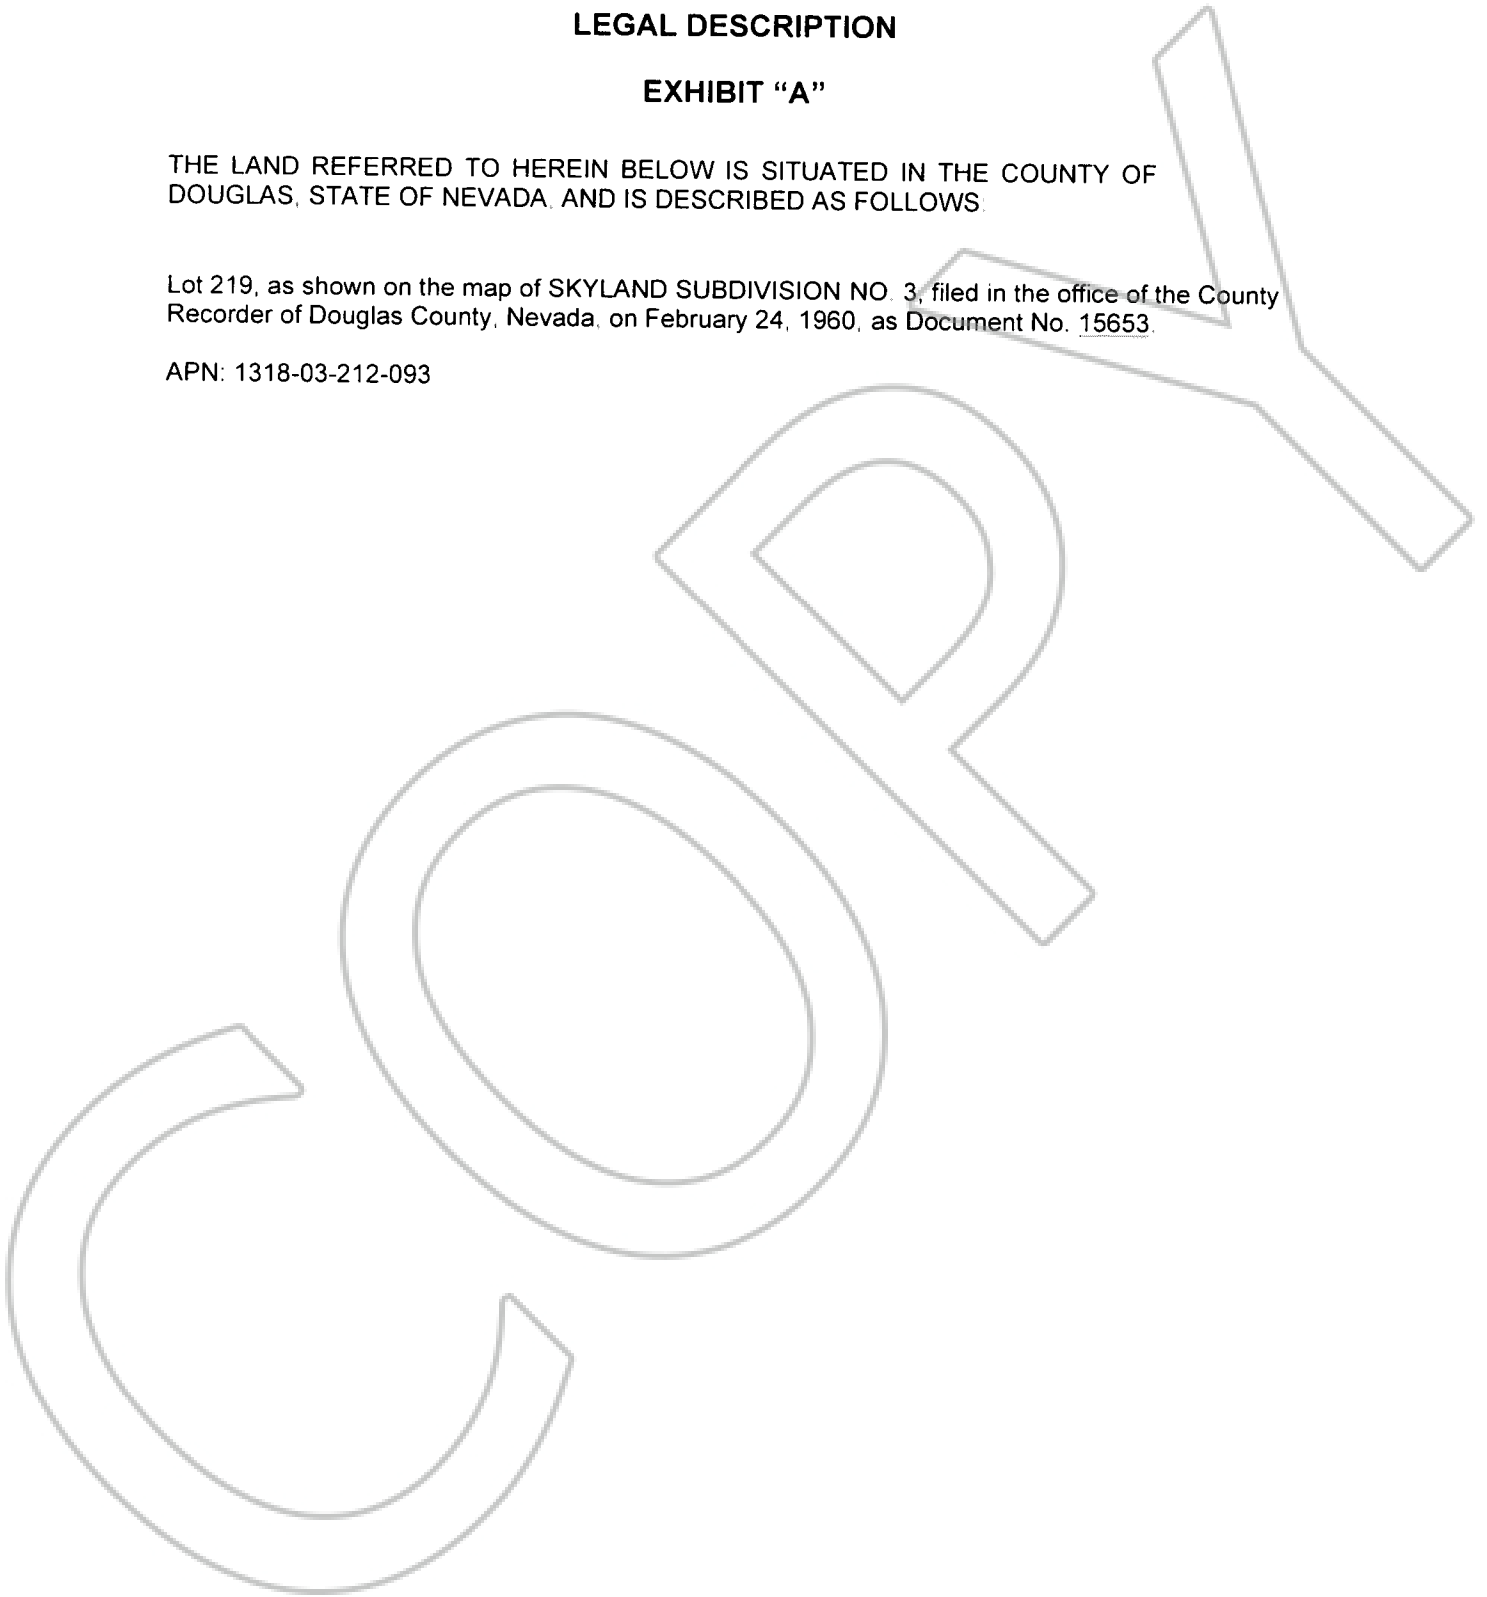 LEGAL DESCRIPTION
EXHIBIT “A”
THE LAND REFERRED TO HEREIN BELOW IS SITUATED IN THE COUNTY OF
DOUGLAS, STATE OF NEVADA, AND IS DESCRIBED AS FOLLOWS:
Lot 219, as shown on the map of SKYLAND SUBDIVISION NO. 3, filed in the office of the County
Recorder of Douglas County, Nevada, on February 24, 1960, as Document No. 15653.
APN: 1318-03-212-093
COPY